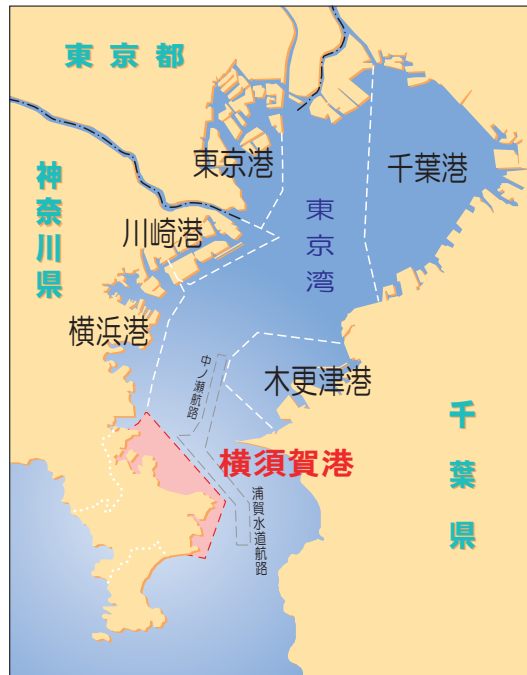 東京都
神奈川県
東京港
千葉港
川崎港
東京湾
横浜港
中ノ瀬航路
木更津港
千葉県
横須賀港
浦賀水道航路